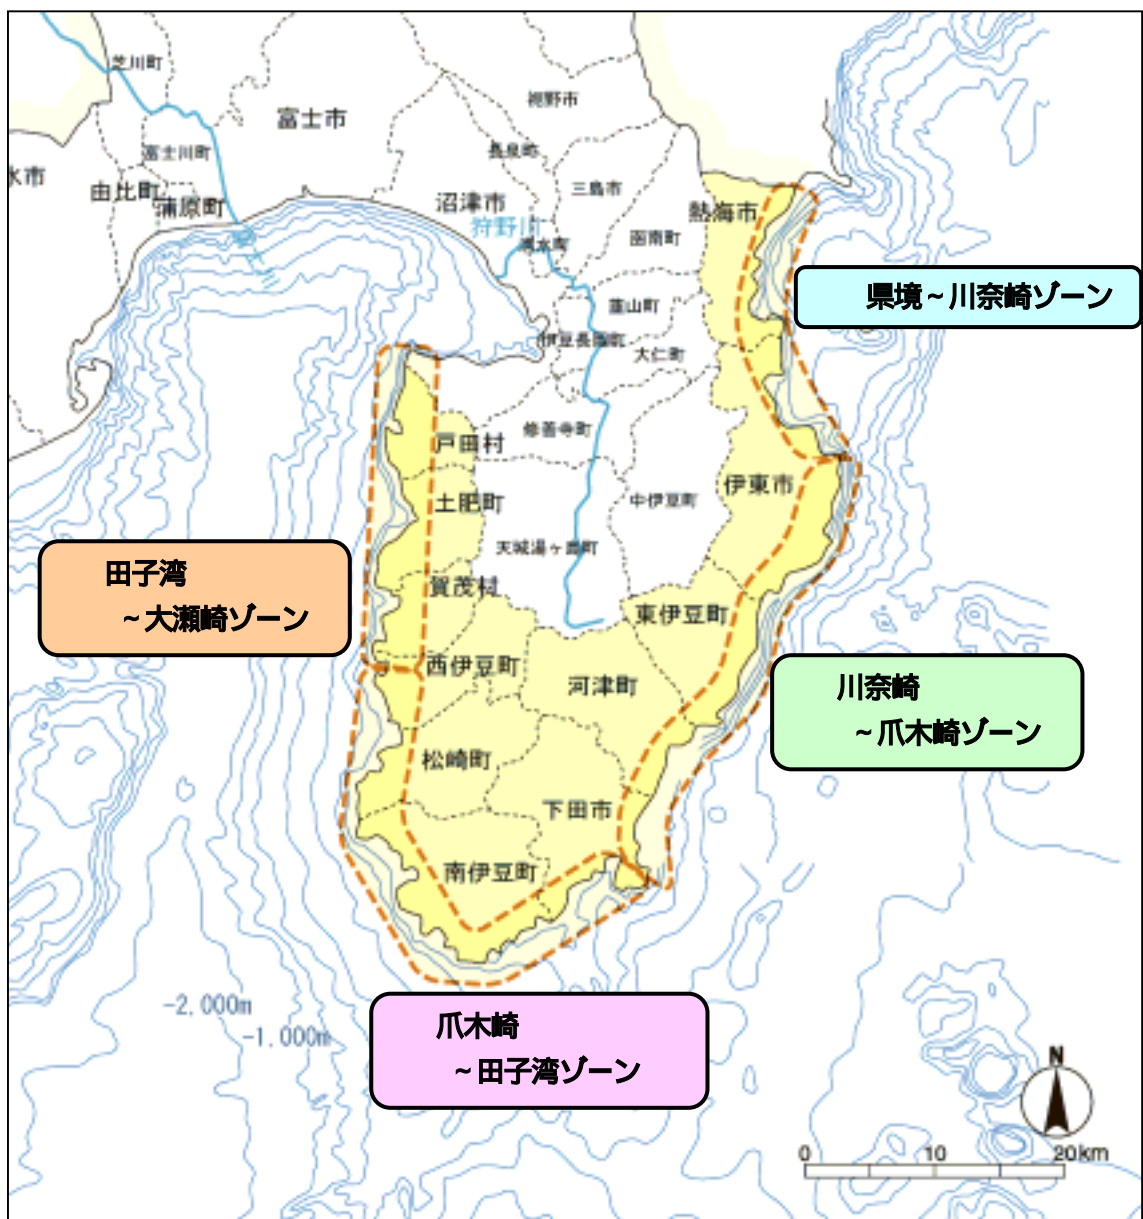 芝川町
裾野市
富士市
富士川町
長泉町
水市
由比町
蒲原町
沼津市
三島市
熱海市
狩野川
清水町
函南町
県境~川奈崎ゾーン
韮山町
伊豆長岡町
大仁町
修善寺町
戸田村
伊東市
土肥町
中伊豆町
天城湯ヶ島町
田子湾
~大瀬崎ゾーン
賀茂村
東伊豆町
西伊豆町
河津町
川奈崎
~爪木崎ゾーン
松崎町
下田市
南伊豆町
-2,000m
-1,000m
爪木崎
~田子湾ゾーン
N
0 10 20km